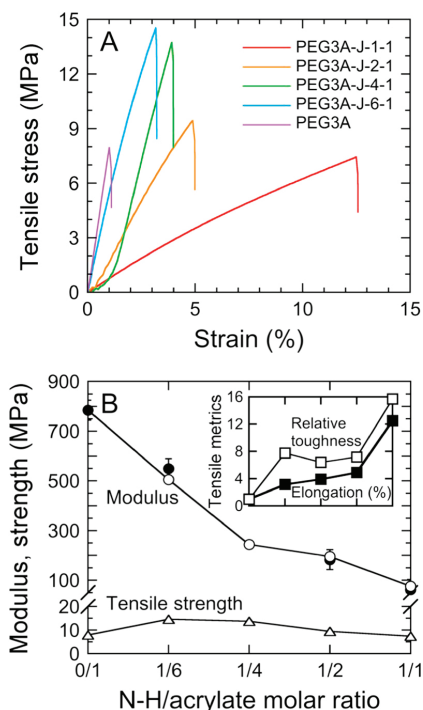 A
PEG3A-J-1-1
PEG3A-J-2-1
PEG3A-J-4-1
PEG3A-J-6-1
PEG3A
Tensile stress (MPa)
15
12
9
6
3
0
0 5 10 15
Strain (%)
B
Modulus, strength (MPa)
900
700
500
300
100
20
10
0
Modulus
Tensile strength
Tensile metrics
16
12
8
4
0
Relative
toughness
Elongation (%)
0/1 1/6 1/4 1/2 1/1
N-H/acrylate molar ratio